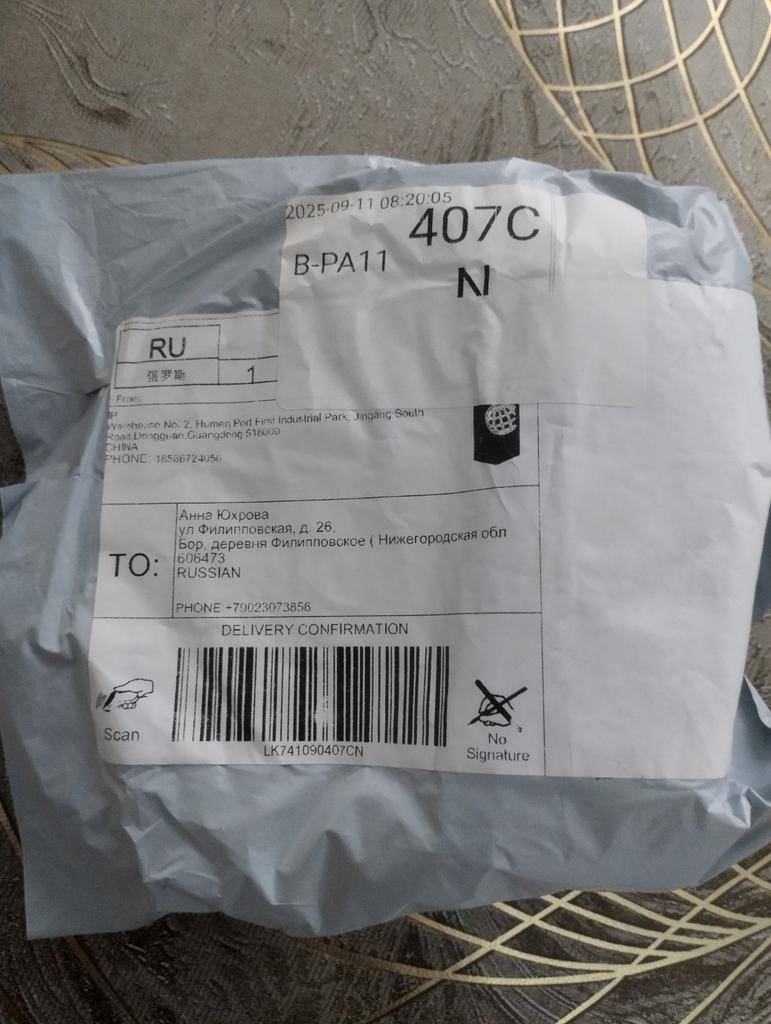 2025-09-11 08:20:05
407C
B-PA11
N
RU
俄罗斯
1
From:
Warehouse No. 2, Humen Port First Industrial Park, Jingang South
Road,Dongguan,Guangdong 518000
CHINA
PHONE: 18566724056
TO:
Анна Юхрова
ул Филипповская, д. 26,
Бор, деревня Филипповское ( Нижегородская обл
606473
RUSSIAN
PHONE +79023073856
DELIVERY CONFIRMATION
Scan
LK741090407CN
No
Signature